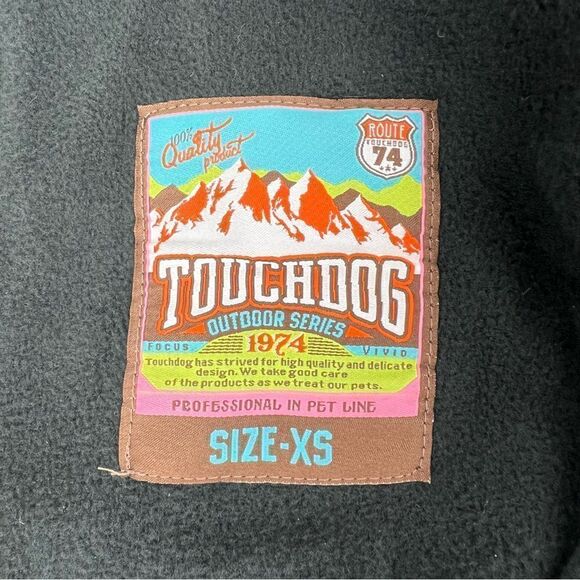 100%
Quality
product
ROUTE
TOUCHDOG
74
TOUCHDOG
OUTDOOR SERIES
FOCUS 1974 VIVID
Touchdog has strived for high quality and delicate
design. We take good care
of the products as we treat our pets.
PROFESSIONAL IN PET LINE
SIZE-XS